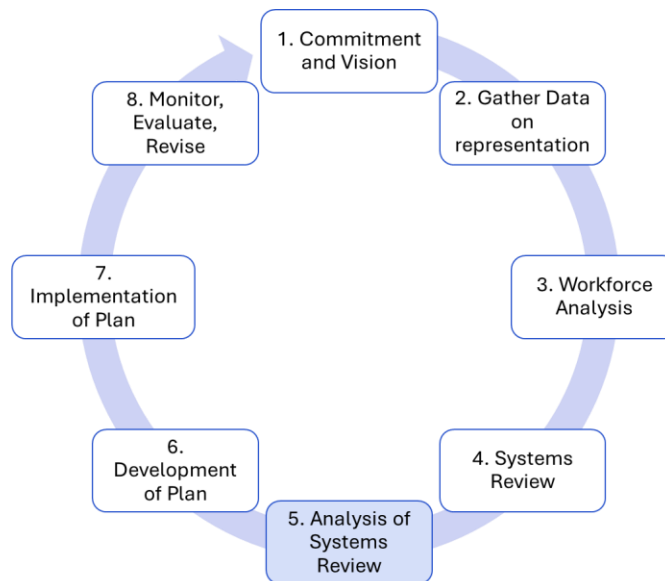 1. Commitment
and Vision
2. Gather Data
on
representation
3. Workforce
Analysis
4. Systems
Review
5. Analysis of
Systems
Review
6.
Development
of Plan
7.
Implementation
of Plan
8. Monitor,
Evaluate,
Revise